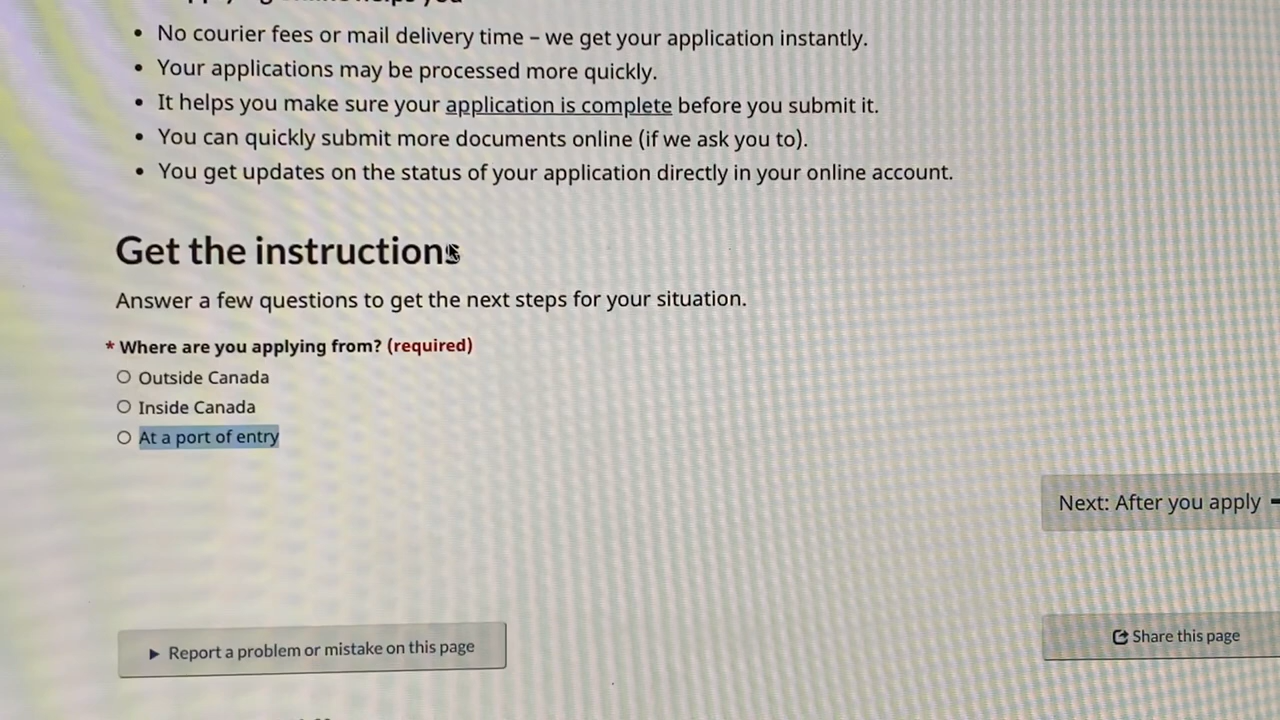 No courier fees or mail delivery time – we get your application instantly.
Your applications may be processed more quickly.
It helps you make sure your application is complete before you submit it.
You can quickly submit more documents online (if we ask you to).
You get updates on the status of your application directly in your online account.
Get the instructions
Answer a few questions to get the next steps for your situation.
* Where are you applying from? (required)
Outside Canada
Inside Canada
At a port of entry
Next: After you apply
Report a problem or mistake on this page
Share this page